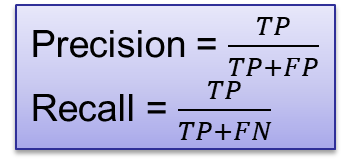 Precision = TP / TP+FP
Recall = TP / TP+FN